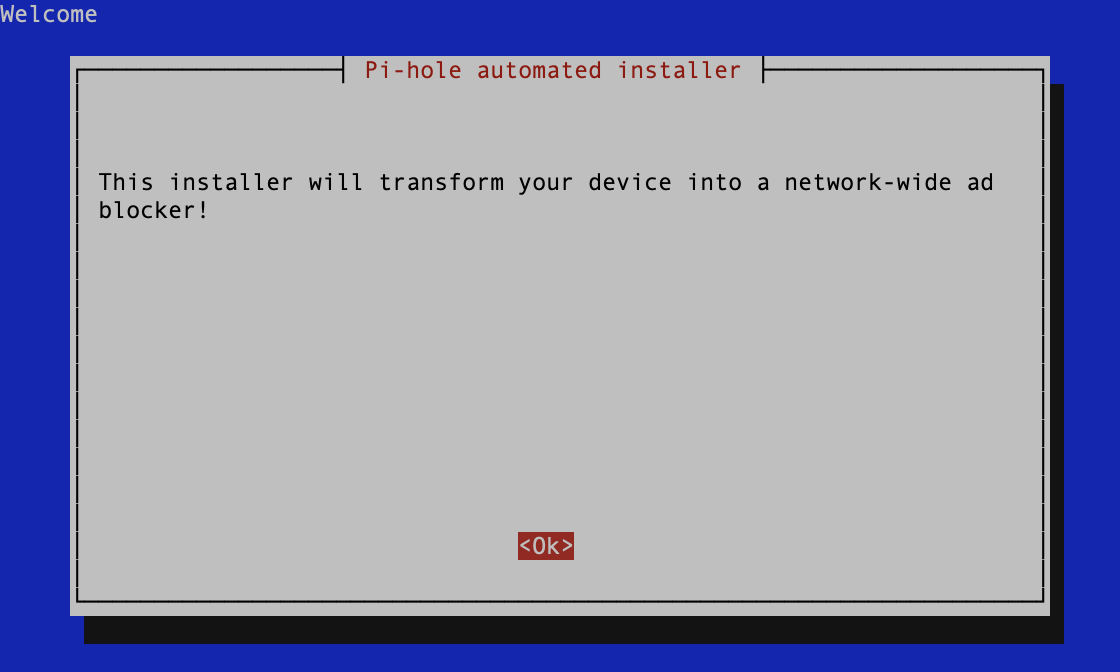 Welcome
Pi-hole automated installer
This installer will transform your device into a network-wide ad
blocker!
<Ok>